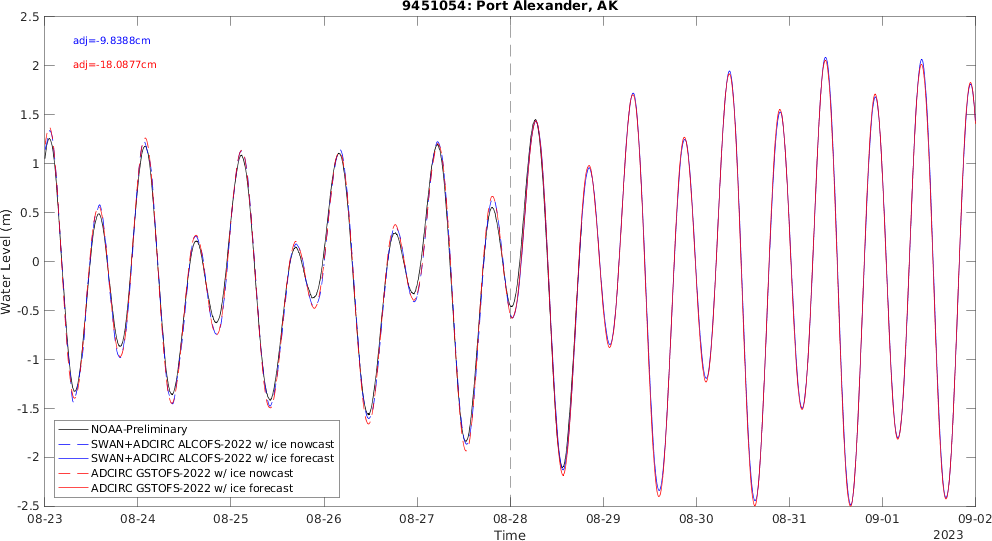 9451054: Port Alexander, AK
adj=-9.8388cm
adj=-18.0877cm
Water Level (m)
2.5
2
1.5
1
0.5
0
-0.5
-1
-1.5
-2
-2.5
NOAA-Preliminary
SWAN+ADCIRC ALCOFS-2022 w/ ice nowcast
SWAN+ADCIRC ALCOFS-2022 w/ ice forecast
ADCIRC GSTOFS-2022 w/ ice nowcast
ADCIRC GSTOFS-2022 w/ ice forecast
08-23 08-24 08-25 08-26 08-27 08-28 08-29 08-30 08-31 09-01 09-02
Time
2023